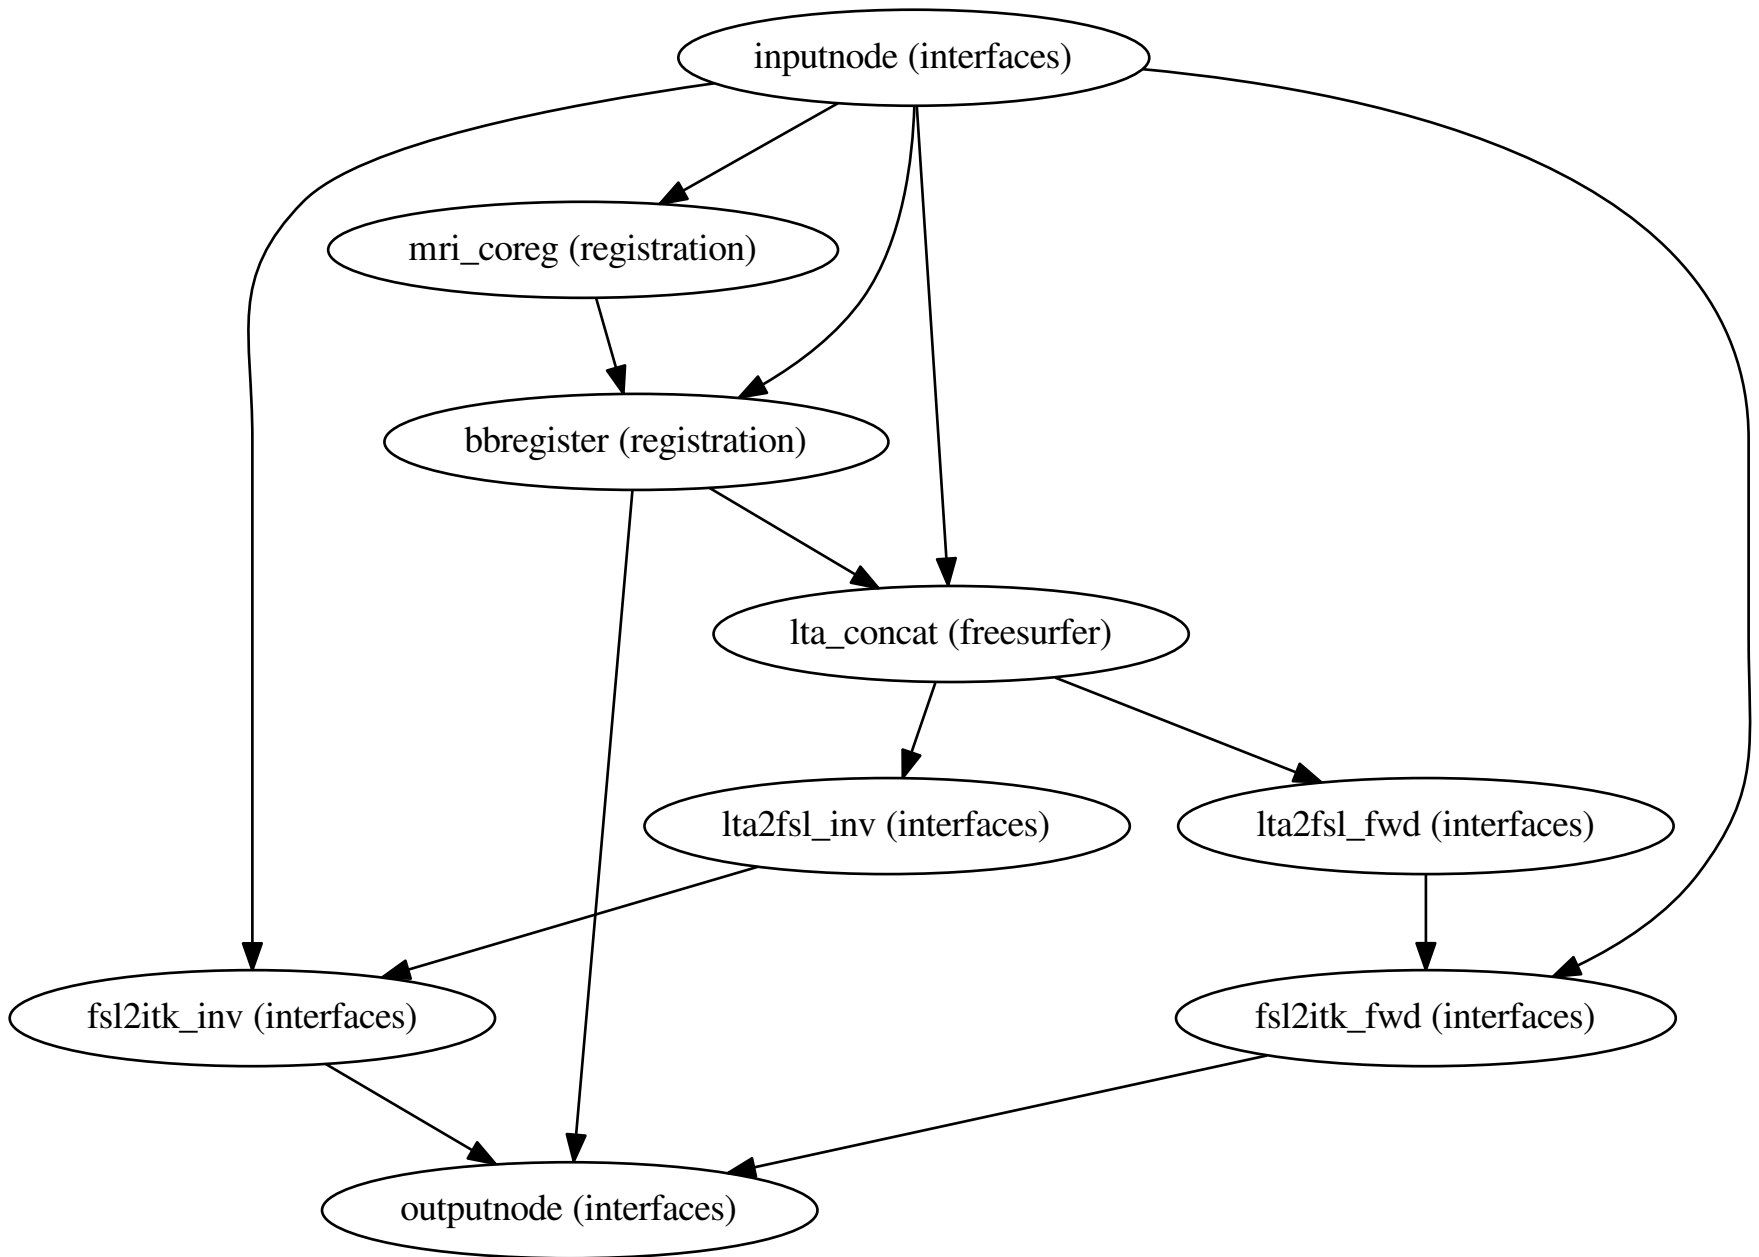 inputnode (interfaces)
mri_coreg (registration)
bbregister (registration)
lta_concat (freesurfer)
lta2fsl_inv (interfaces)
lta2fsl_fwd (interfaces)
fsl2itk_inv (interfaces)
fsl2itk_fwd (interfaces)
outputnode (interfaces)